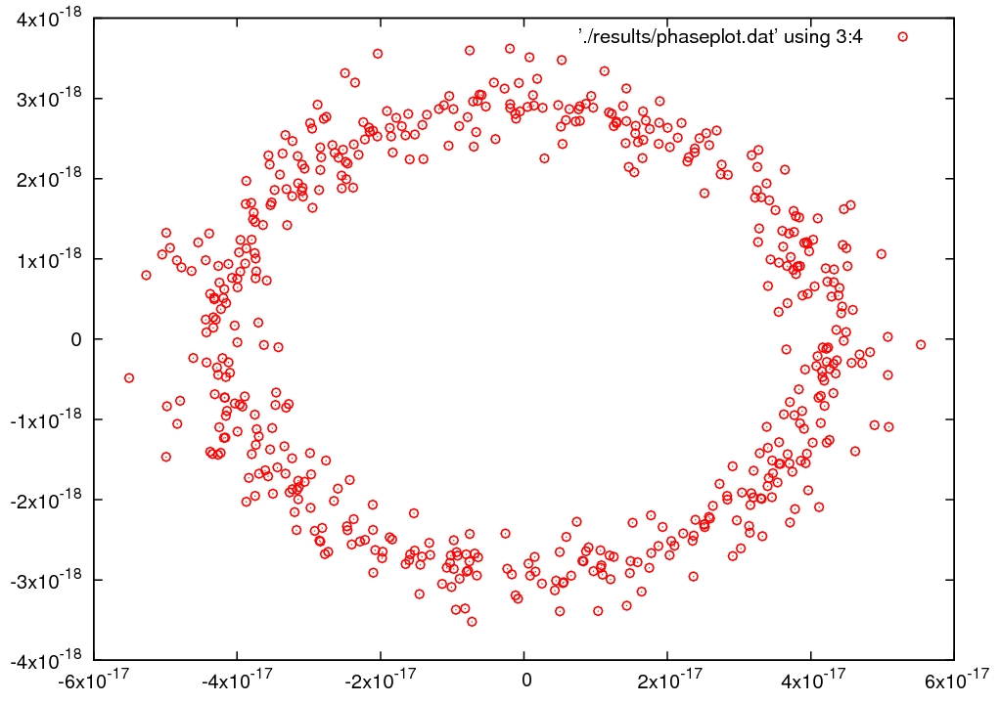 4x10⁻¹⁸
'./results/phaseplot.dat' using 3:4
3x10⁻¹⁸
2x10⁻¹⁸
1x10⁻¹⁸
0
-1x10⁻¹⁸
-2x10⁻¹⁸
-3x10⁻¹⁸
-4x10⁻¹⁸
-6x10⁻¹⁷ -4x10⁻¹⁷ -2x10⁻¹⁷ 0 2x10⁻¹⁷ 4x10⁻¹⁷ 6x10⁻¹⁷